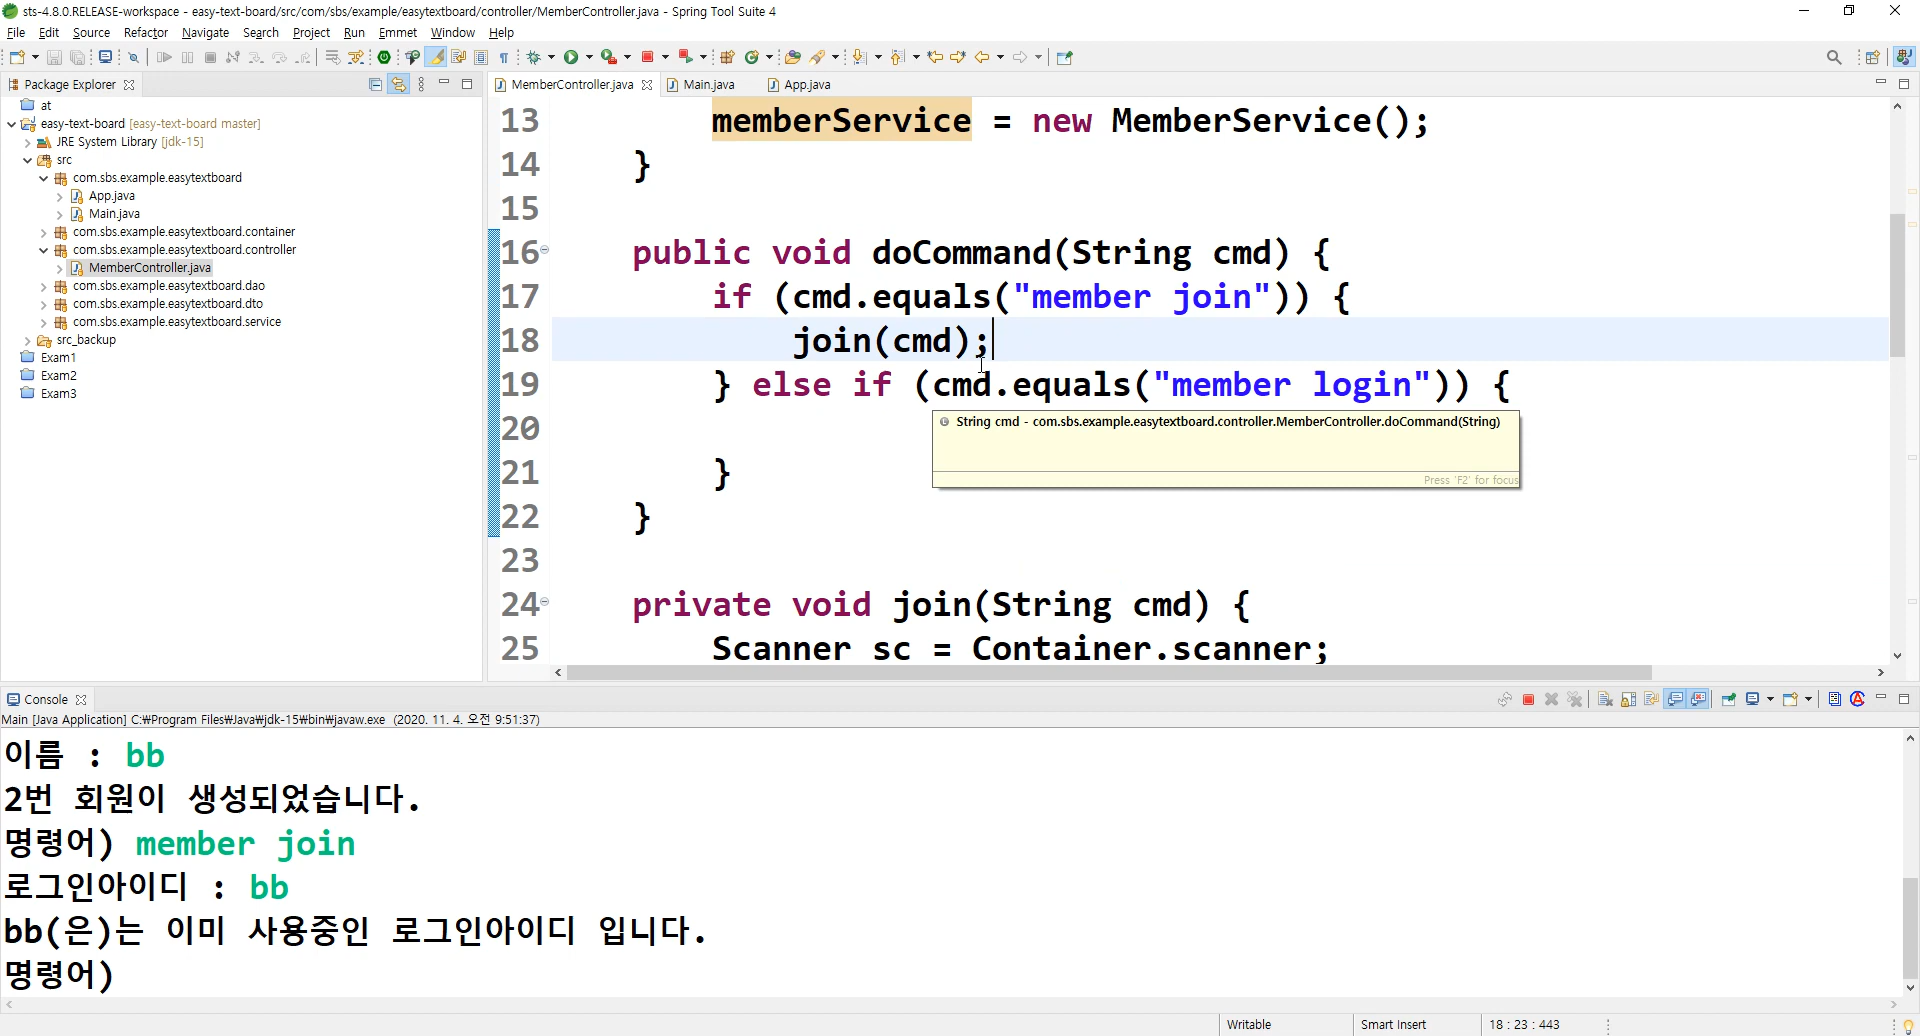 sts-4.8.0.RELEASE-workspace - easy-text-board/src/com/sbs/example/easytextboard/controller/MemberController.java - Spring Tool Suite 4
File Edit Source Refactor Navigate Search Project Run Emmet Window Help
Package Explorer
at
easy-text-board [easy-text-board master]
JRE System Library [jdk-15]
src
com.sbs.example.easytextboard
App.java
Main.java
com.sbs.example.easytextboard.container
com.sbs.example.easytextboard.controller
MemberController.java
com.sbs.example.easytextboard.dao
com.sbs.example.easytextboard.dto
com.sbs.example.easytextboard.service
src_backup
Exam1
Exam2
Exam3
MemberController.java Main.java App.java
13 memberService = new MemberService();
14 }
15
16 public void doCommand(String cmd) {
17 if (cmd.equals("member join")) {
18 join(cmd);
19 } else if (cmd.equals("member login")) {
20
21 }
22 }
23
24 private void join(String cmd) {
25 Scanner sc = Container.scanner;
String cmd - com.sbs.example.easytextboard.controller.MemberController.doCommand(String)
Press 'F2' for focus
Console
Main [Java Application] C:₩Program Files₩Java₩jdk-15₩bin₩javaw.exe (2020. 11. 4. 오전 9:51:37)
이름 : bb
2번 회원이 생성되었습니다.
명령어) member join
로그인아이디 : bb
bb(은)는 이미 사용중인 로그인아이디 입니다.
명령어)
Writable Smart Insert 18 : 23 : 443